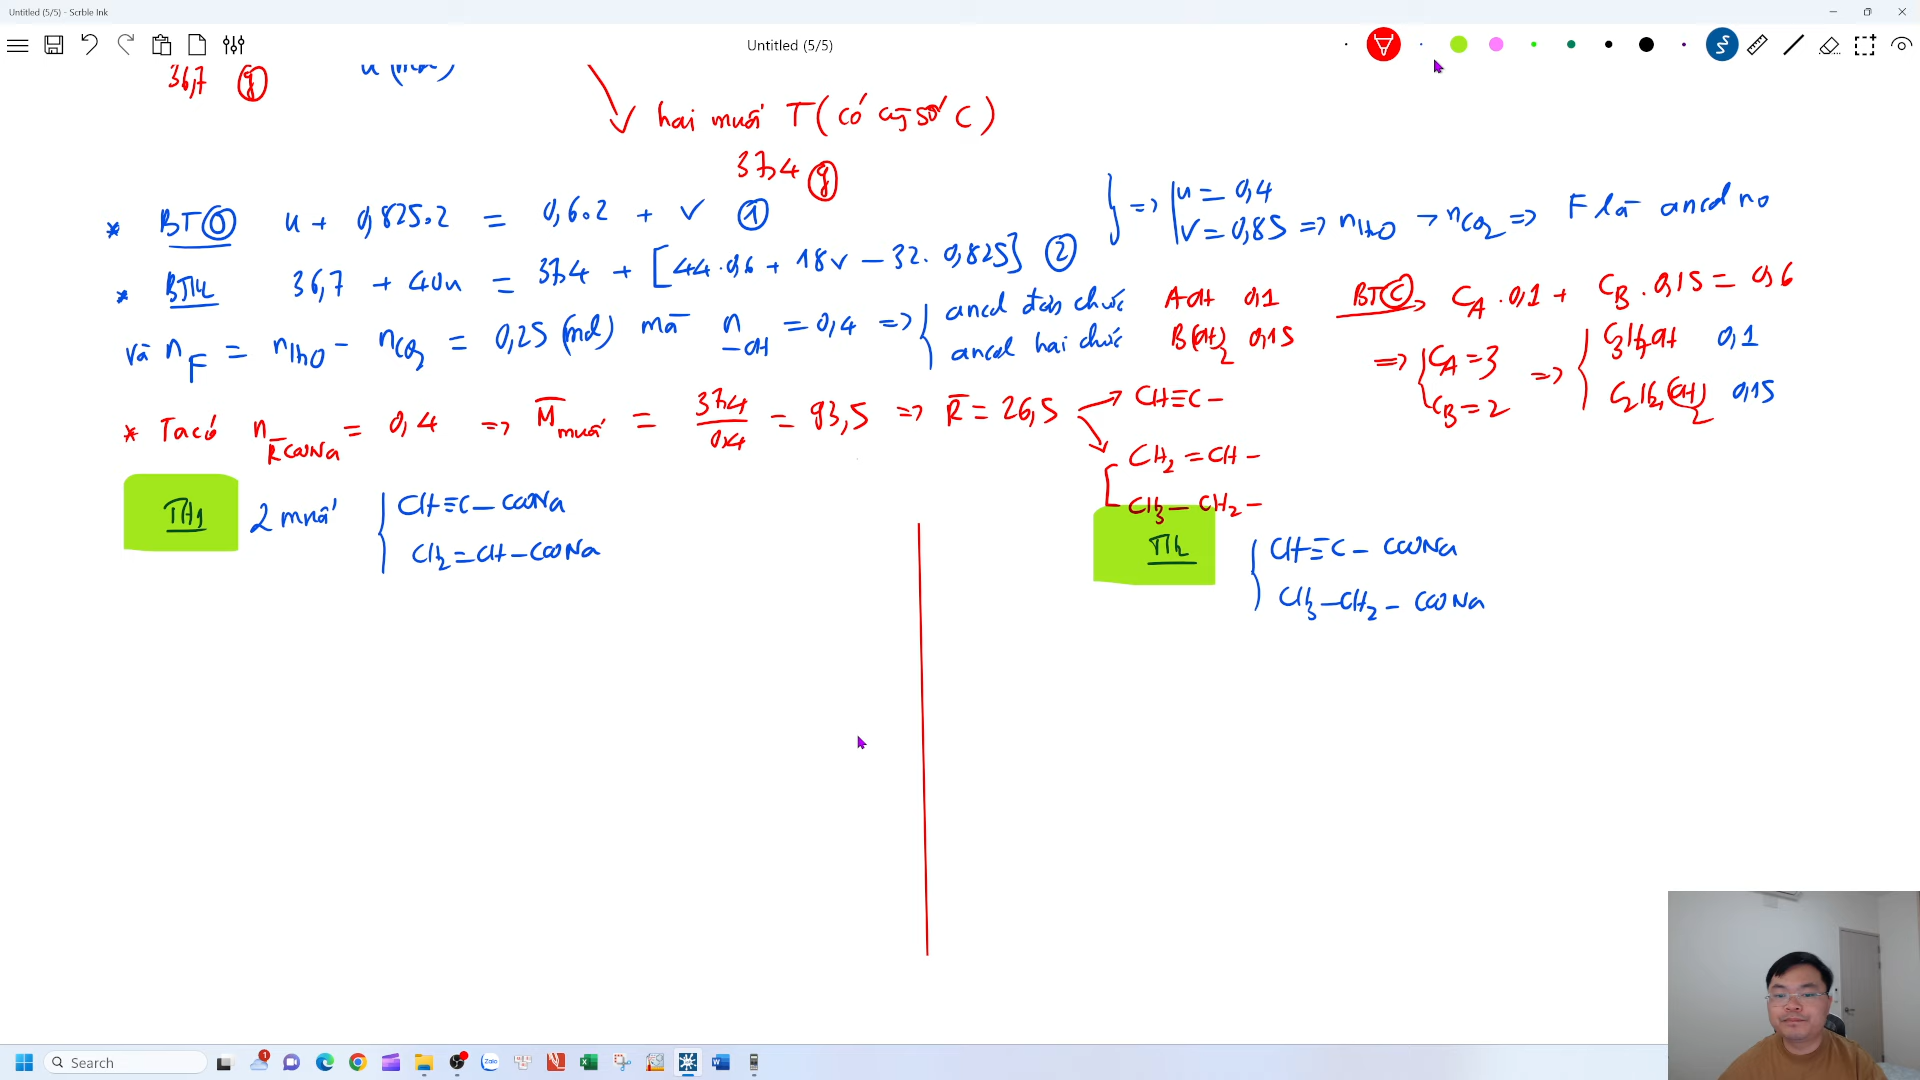 Untitled (5/5) - Scrble Ink
Untitled (5/5)
36,7 g
hai muối T (có cùg số C)
37,4 g
* BT O u + 0,825.2 = 0,6.2 + v ①
* BTKL 36,7 + 40u = 37,4 + [44.0,6 + 18v - 32. 0,825] ②
=> u = 0,4
v = 0,85 => nH2O > nCO2 => F là ancol no
và nF = nH2O - nCO2 = 0,25 (mol) mà n-OH = 0,4 =>
ancol đơn chức AOH 0,1
ancol hai chức B(OH)2 0,15
BT C, CA.0,1 + CB.0,15 = 0,6
=> CA = 3
CB = 2
=> C3H7OH 0,1
C2H4(OH)2 0,15
* Ta có n R̄COONa = 0,4 => M̄ muối = 37,4 / 0,4 = 93,5 => R̄ = 26,5
CH≡C-
CH2=CH-
CH3-CH2-
TH1 2 muối
CH≡C-COONa
CH2=CH-COONa
TH2
CH≡C-COONa
CH3-CH2-COONa
Search
1
Zalo